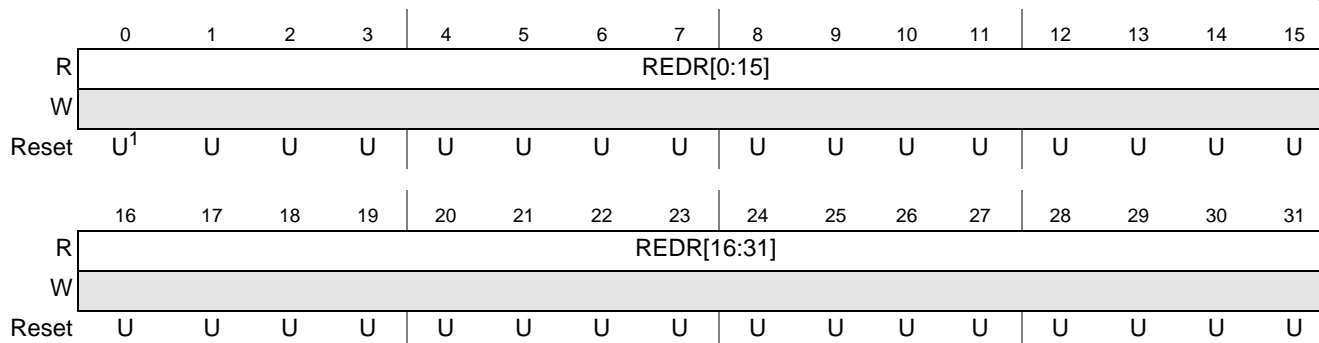 0 1 2 3 4 5 6 7 8 9 10 11 12 13 14 15
R REDR[0:15]
W
Reset U1 U U U U U U U U U U U U U U U
16 17 18 19 20 21 22 23 24 25 26 27 28 29 30 31
R REDR[16:31]
W
Reset U U U U U U U U U U U U U U U U